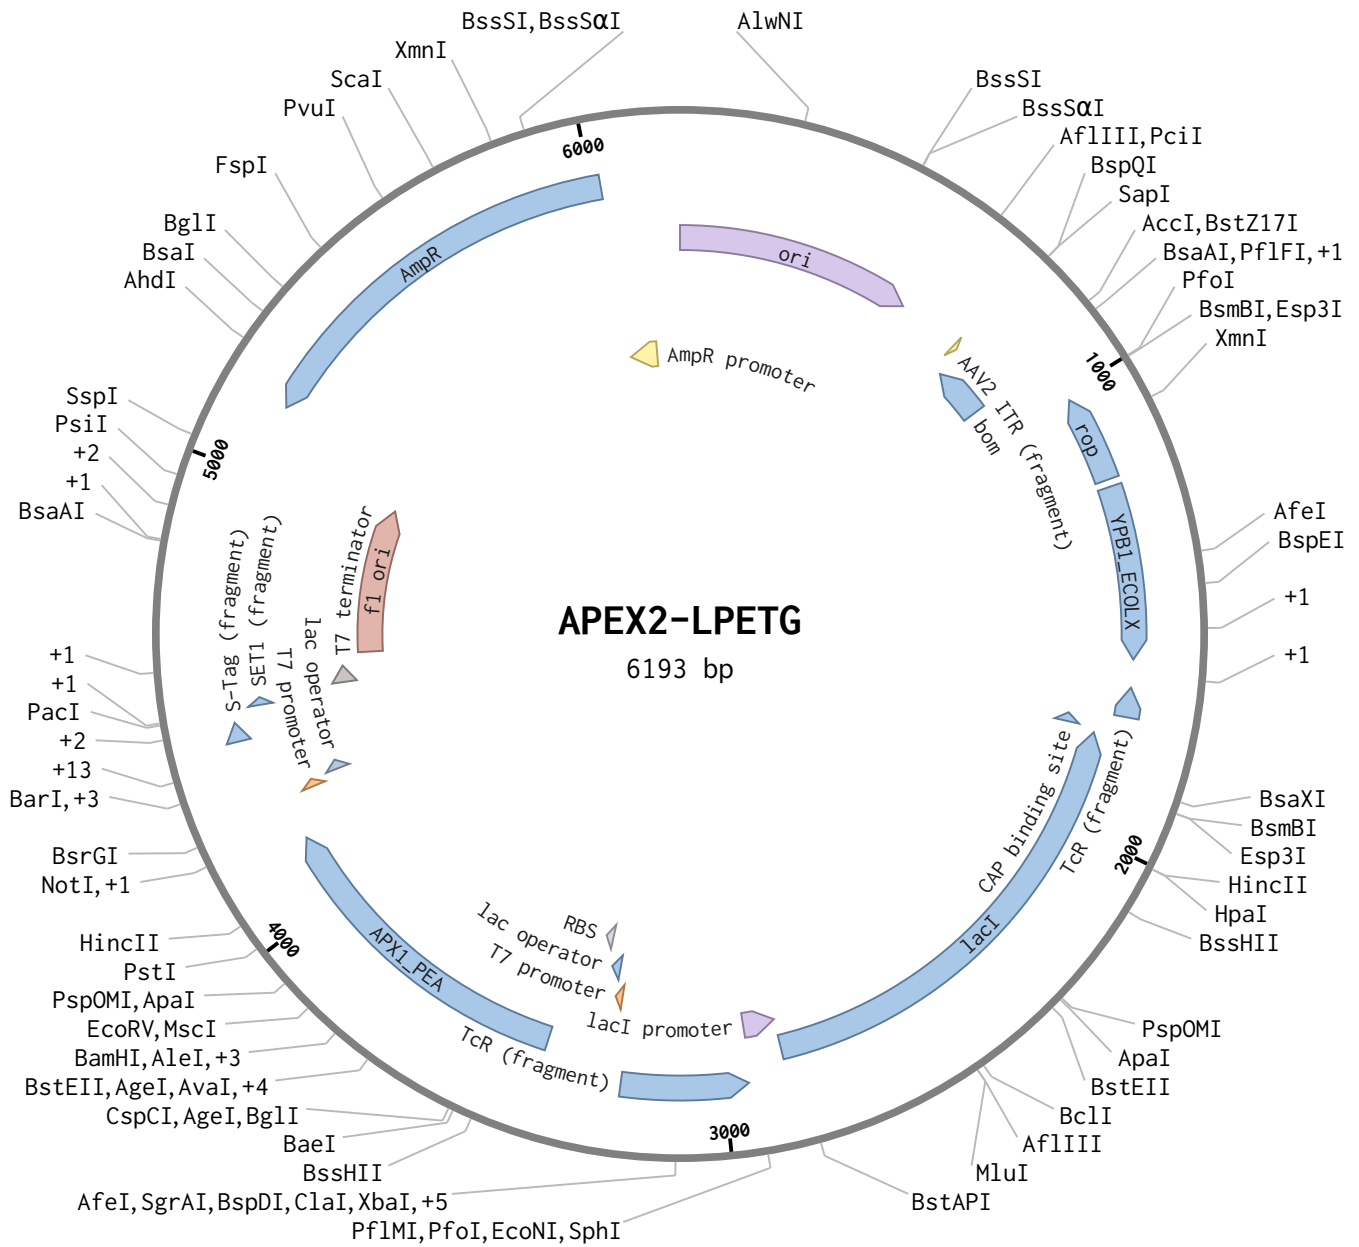 BssSI,BssSαI
AlwNI
XmnI
ScaI
PvuI
FspI
BglI
BsaI
AhdI
SspI
PsiI
+2
+1
BsaAI
+1
+1
PacI
+2
+13
BarI,+3
BsrGI
NotI,+1
HincII
PstI
PspOMI,ApaI
EcoRV,MscI
BamHI,AleI,+3
BstEII,AgeI,AvaI,+4
CspCI,AgeI,BglI
BaeI
BssHII
AfeI,SgrAI,BspDI,ClaI,XbaI,+5
PflMI,PfoI,EcoNI,SphI
BssSI
BssSαI
AflIII,PciI
BspQI
SapI
AccI,BstZ17I
BsaAI,PflFI,+1
PfoI
BsmBI,Esp3I
XmnI
AfeI
BspEI
+1
+1
BsaXI
BsmBI
Esp3I
HincII
HpaI
BssHII
PspOMI
ApaI
BstEII
BclI
AflIII
MluI
BstAPI
6000
1000
2000
3000
4000
5000
AmpR
ori
AmpR promoter
AAV2 ITR (fragment)
bom
rop
YPB1_ECOLX
TcR (fragment)
CAP binding site
lacI
lacI promoter
TcR (fragment)
T7 promoter
lac operator
RBS
APX1_PEA
T7 promoter
lac operator
S-Tag (fragment)
SET1 (fragment)
T7 terminator
f1 ori
APEX2-LPETG
6193 bp